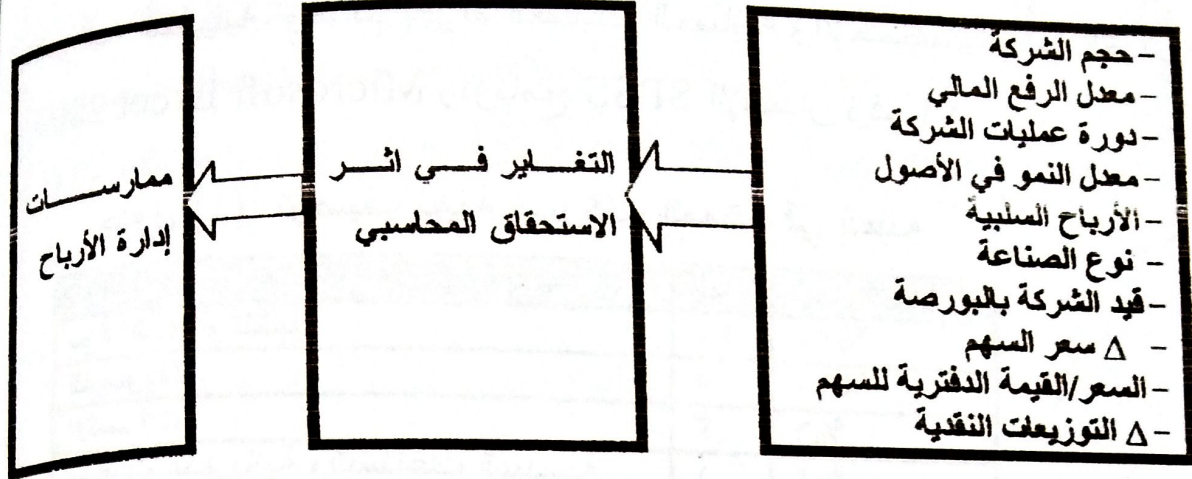 - حجم الشركة
- معدل الرفع المالي
- دورة عمليات الشركة
- معدل النمو في الأصول
- الأرباح السلبية
- نوع الصناعة
- قيد الشركة بالبورصة
- Δ سعر السهم
- السعر/القيمة الدفترية للسهم
- Δ التوزيعات النقدية
التغاير في اثر
الاستحقاق المحاسبي
ممارسات
إدارة الأرباح